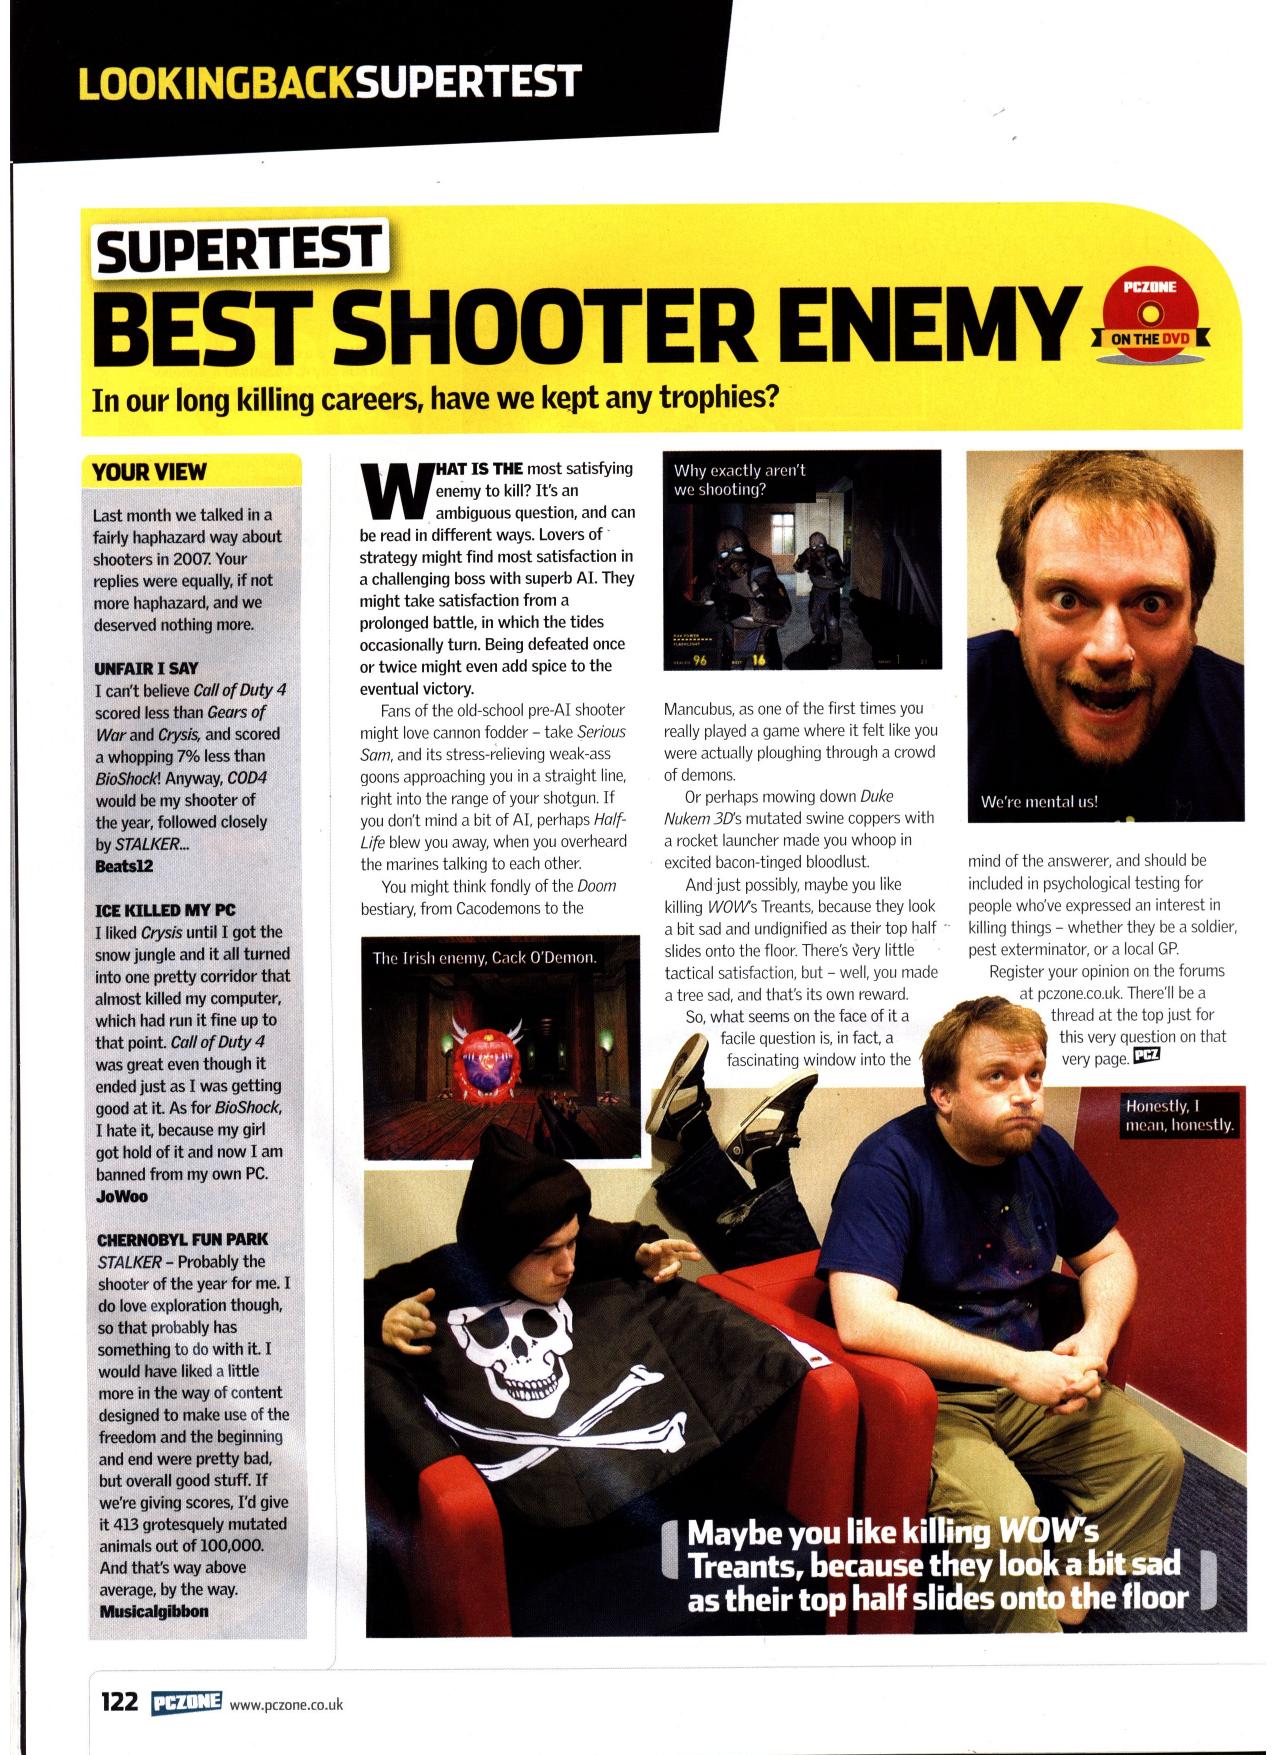 LOOKINGBACKSUPERTEST
SUPERTEST
BEST SHOOTER ENEMY
PCZONE
ON THE DVD
In our long killing careers, have we kept any trophies?
YOUR VIEW
Last month we talked in a
fairly haphazard way about
shooters in 2007. Your
replies were equally, if not
more haphazard, and we
deserved nothing more.
UNFAIR I SAY
I can't believe Call of Duty 4
scored less than Gears of
War and Crysis, and scored
a whopping 7% less than
BioShock! Anyway, COD4
would be my shooter of
the year, followed closely
by STALKER...
Beats12
ICE KILLED MY PC
I liked Crysis until I got the
snow jungle and it all turned
into one pretty corridor that
almost killed my computer,
which had run it fine up to
that point. Call of Duty 4
was great even though it
ended just as I was getting
good at it. As for BioShock,
I hate it, because my girl
got hold of it and now I am
banned from my own PC.
JoWoo
CHERNOBYL FUN PARK
STALKER – Probably the
shooter of the year for me. I
do love exploration though,
so that probably has
something to do with it. I
would have liked a little
more in the way of content
designed to make use of the
freedom and the beginning
and end were pretty bad,
but overall good stuff. If
we're giving scores, I'd give
it 413 grotesquely mutated
animals out of 100,000.
And that's way above
average, by the way.
Musicalgibbon
WHAT IS THE most satisfying
enemy to kill? It's an
ambiguous question, and can
be read in different ways. Lovers of
strategy might find most satisfaction in
a challenging boss with superb AI. They
might take satisfaction from a
prolonged battle, in which the tides
occasionally turn. Being defeated once
or twice might even add spice to the
eventual victory.
Fans of the old-school pre-AI shooter
might love cannon fodder – take Serious
Sam, and its stress-relieving weak-ass
goons approaching you in a straight line,
right into the range of your shotgun. If
you don't mind a bit of AI, perhaps Half-
Life blew you away, when you overheard
the marines talking to each other.
You might think fondly of the Doom
bestiary, from Cacodemons to the
The Irish enemy, Cack O'Demon.
Why exactly aren't
we shooting?
96
16
Mancubus, as one of the first times you
really played a game where it felt like you
were actually ploughing through a crowd
of demons.
Or perhaps mowing down Duke
Nukem 3D's mutated swine coppers with
a rocket launcher made you whoop in
excited bacon-tinged bloodlust.
And just possibly, maybe you like
killing WOW's Treants, because they look
a bit sad and undignified as their top half
slides onto the floor. There's very little
tactical satisfaction, but – well, you made
a tree sad, and that's its own reward.
So, what seems on the face of it a
facile question is, in fact, a
fascinating window into the
We're mental us!
mind of the answerer, and should be
included in psychological testing for
people who've expressed an interest in
killing things – whether they be a soldier,
pest exterminator, or a local GP.
Register your opinion on the forums
at pczone.co.uk. There'll be a
thread at the top just for
this very question on that
very page. PCZ
Honestly, I
mean, honestly.
Maybe you like killing WOW's
Treants, because they look a bit sad
as their top half slides onto the floor
122 PCZONE www.pczone.co.uk